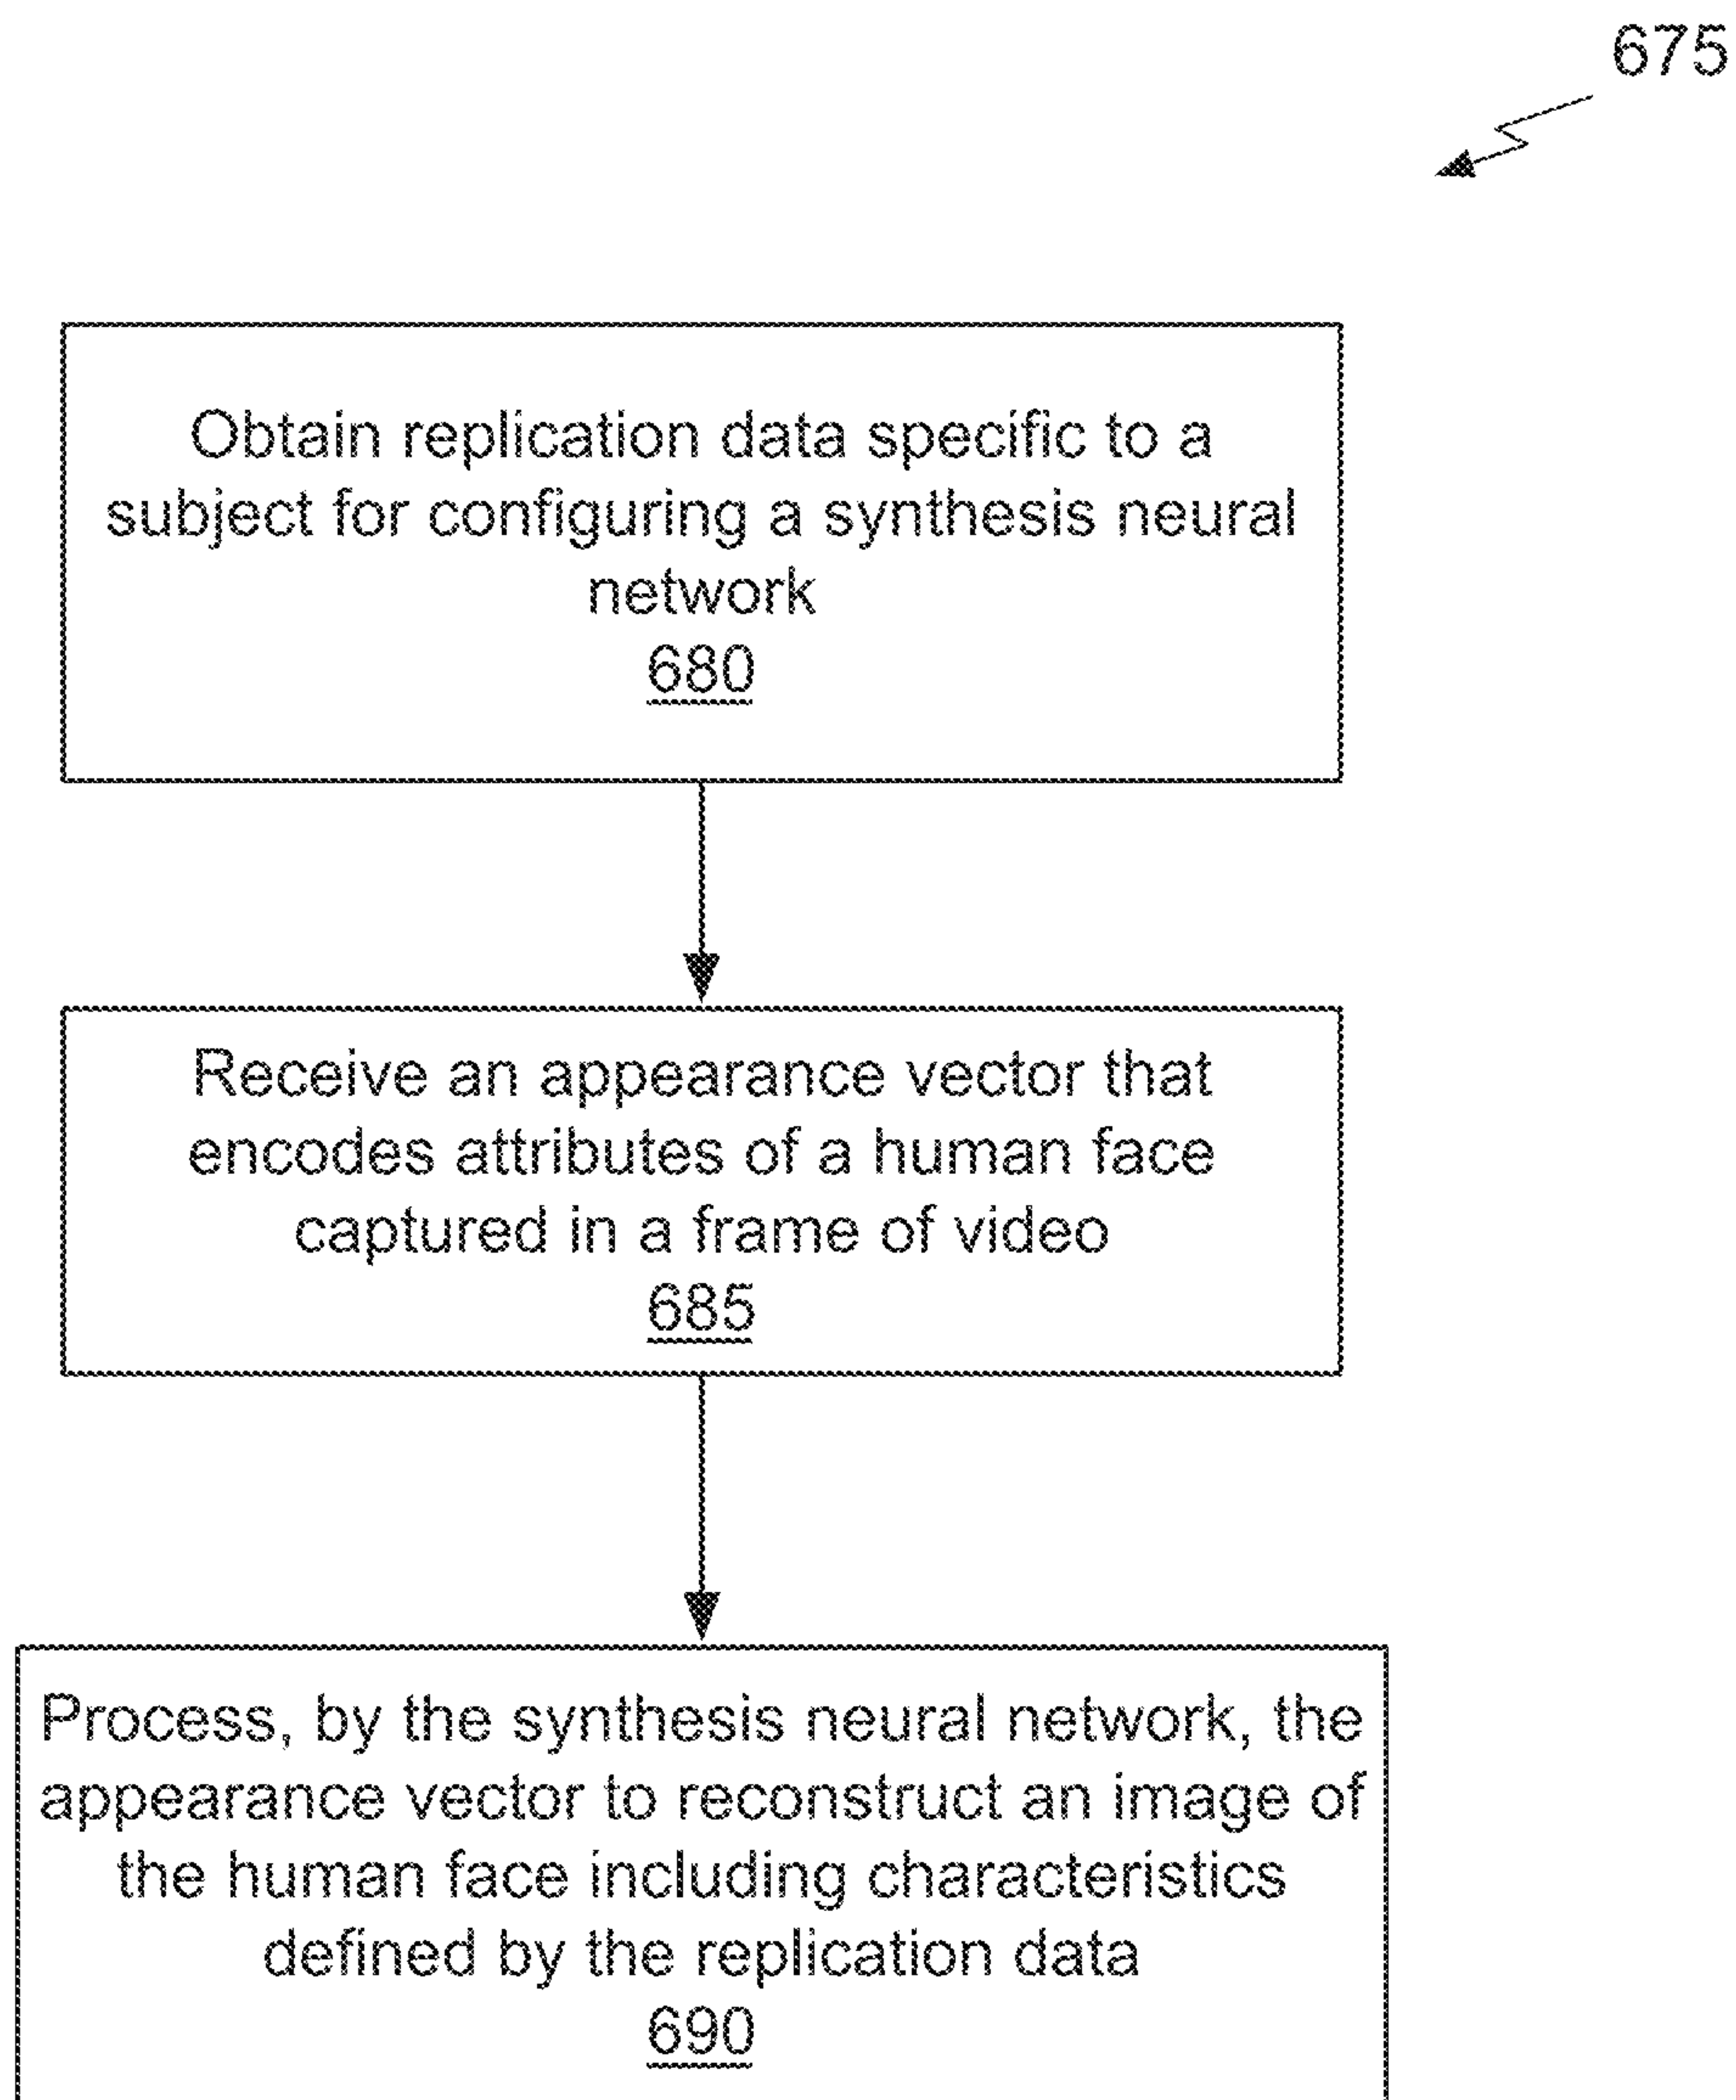 675
Obtain replication data specific to a
subject for configuring a synthesis neural
network
680
Receive an appearance vector that
encodes attributes of a human face
captured in a frame of video
685
Process, by the synthesis neural network, the
appearance vector to reconstruct an image of
the human face including characteristics
defined by the replication data
690